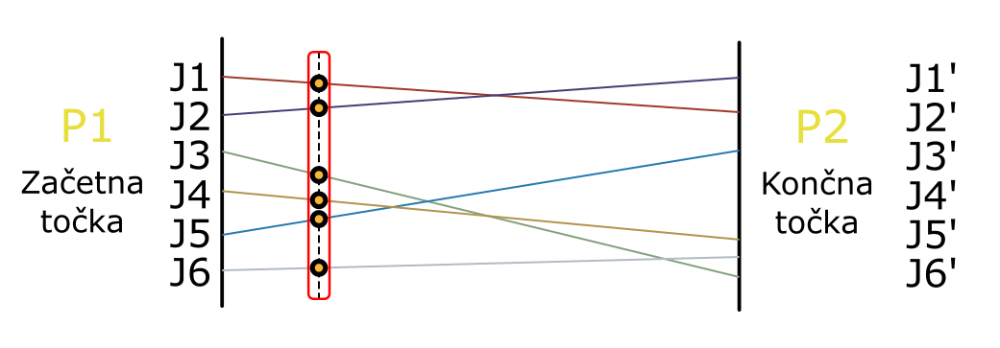 P1
Začetna
točka
J1
J2
J3
J4
J5
J6
P2
Končna
točka
J1'
J2'
J3'
J4'
J5'
J6'